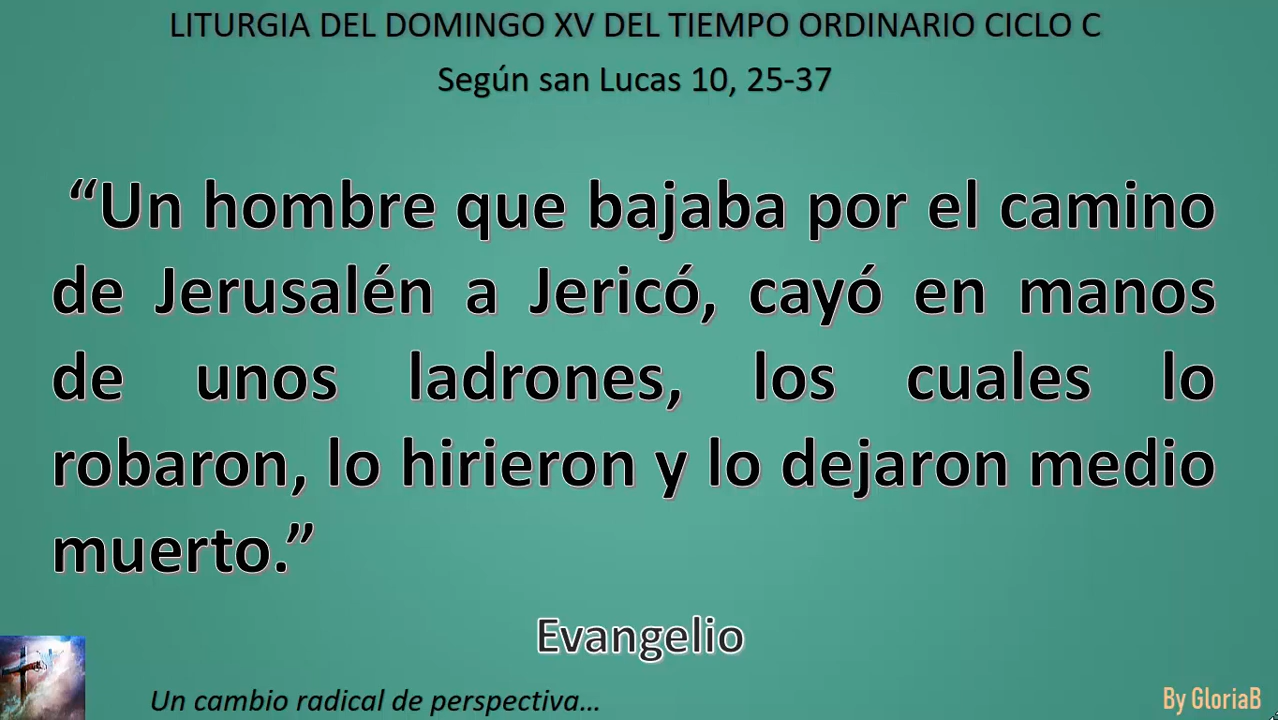 LITURGIA DEL DOMINGO XV DEL TIEMPO ORDINARIO CICLO C
Según san Lucas 10, 25-37
“Un hombre que bajaba por el camino
de Jerusalén a Jericó, cayó en manos
de unos ladrones, los cuales lo
robaron, lo hirieron y lo dejaron medio
muerto.”
Evangelio
Un cambio radical de perspectiva...
By GloriaB